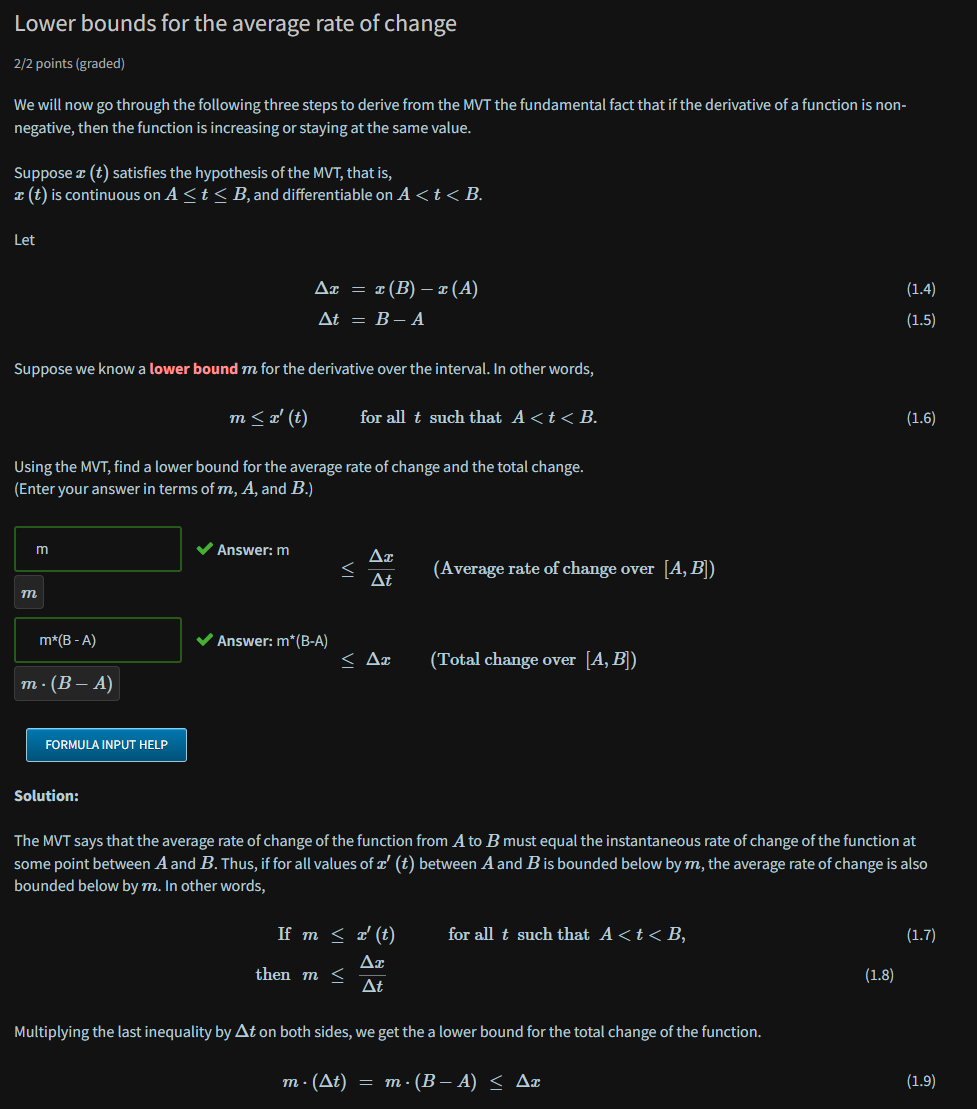 Lower bounds for the average rate of change
2/2 points (graded)
We will now go through the following three steps to derive from the MVT the fundamental fact that if the derivative of a function is non-
negative, then the function is increasing or staying at the same value.
Suppose x (t) satisfies the hypothesis of the MVT, that is,
x (t) is continuous on A ≤ t ≤ B, and differentiable on A < t < B.
Let
Δx = x (B) − x (A) (1.4)
Δt = B − A (1.5)
Suppose we know a lower bound m for the derivative over the interval. In other words,
m ≤ x′ (t) for all t such that A < t < B. (1.6)
Using the MVT, find a lower bound for the average rate of change and the total change.
(Enter your answer in terms of m, A, and B.)
m ✔ Answer: m ≤ Δx/Δt (Average rate of change over [A, B])
m
m*(B - A) ✔ Answer: m*(B-A) ≤ Δx (Total change over [A, B])
m · (B − A)
FORMULA INPUT HELP
Solution:
The MVT says that the average rate of change of the function from A to B must equal the instantaneous rate of change of the function at
some point between A and B. Thus, if for all values of x′ (t) between A and B is bounded below by m, the average rate of change is also
bounded below by m. In other words,
If m ≤ x′ (t) for all t such that A < t < B, (1.7)
then m ≤ Δx/Δt (1.8)
Multiplying the last inequality by Δt on both sides, we get the a lower bound for the total change of the function.
m · (Δt) = m · (B − A) ≤ Δx (1.9)